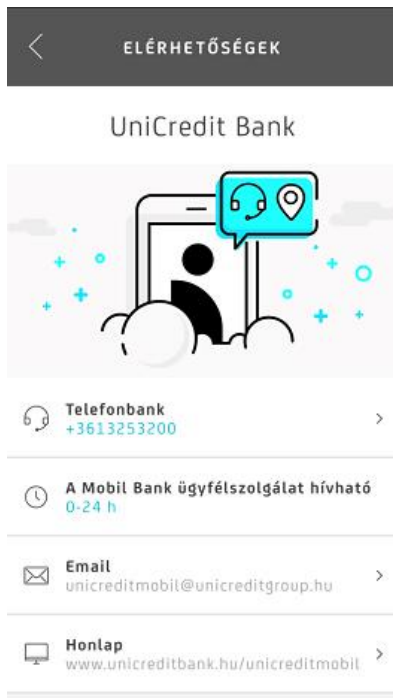 ELÉRHETŐSÉGEK
UniCredit Bank
Telefonbank
+3613253200
A Mobil Bank ügyfélszolgálat hívható
0-24 h
Email
unicreditmobil@unicreditgroup.hu
Honlap
www.unicreditbank.hu/unicreditmobil